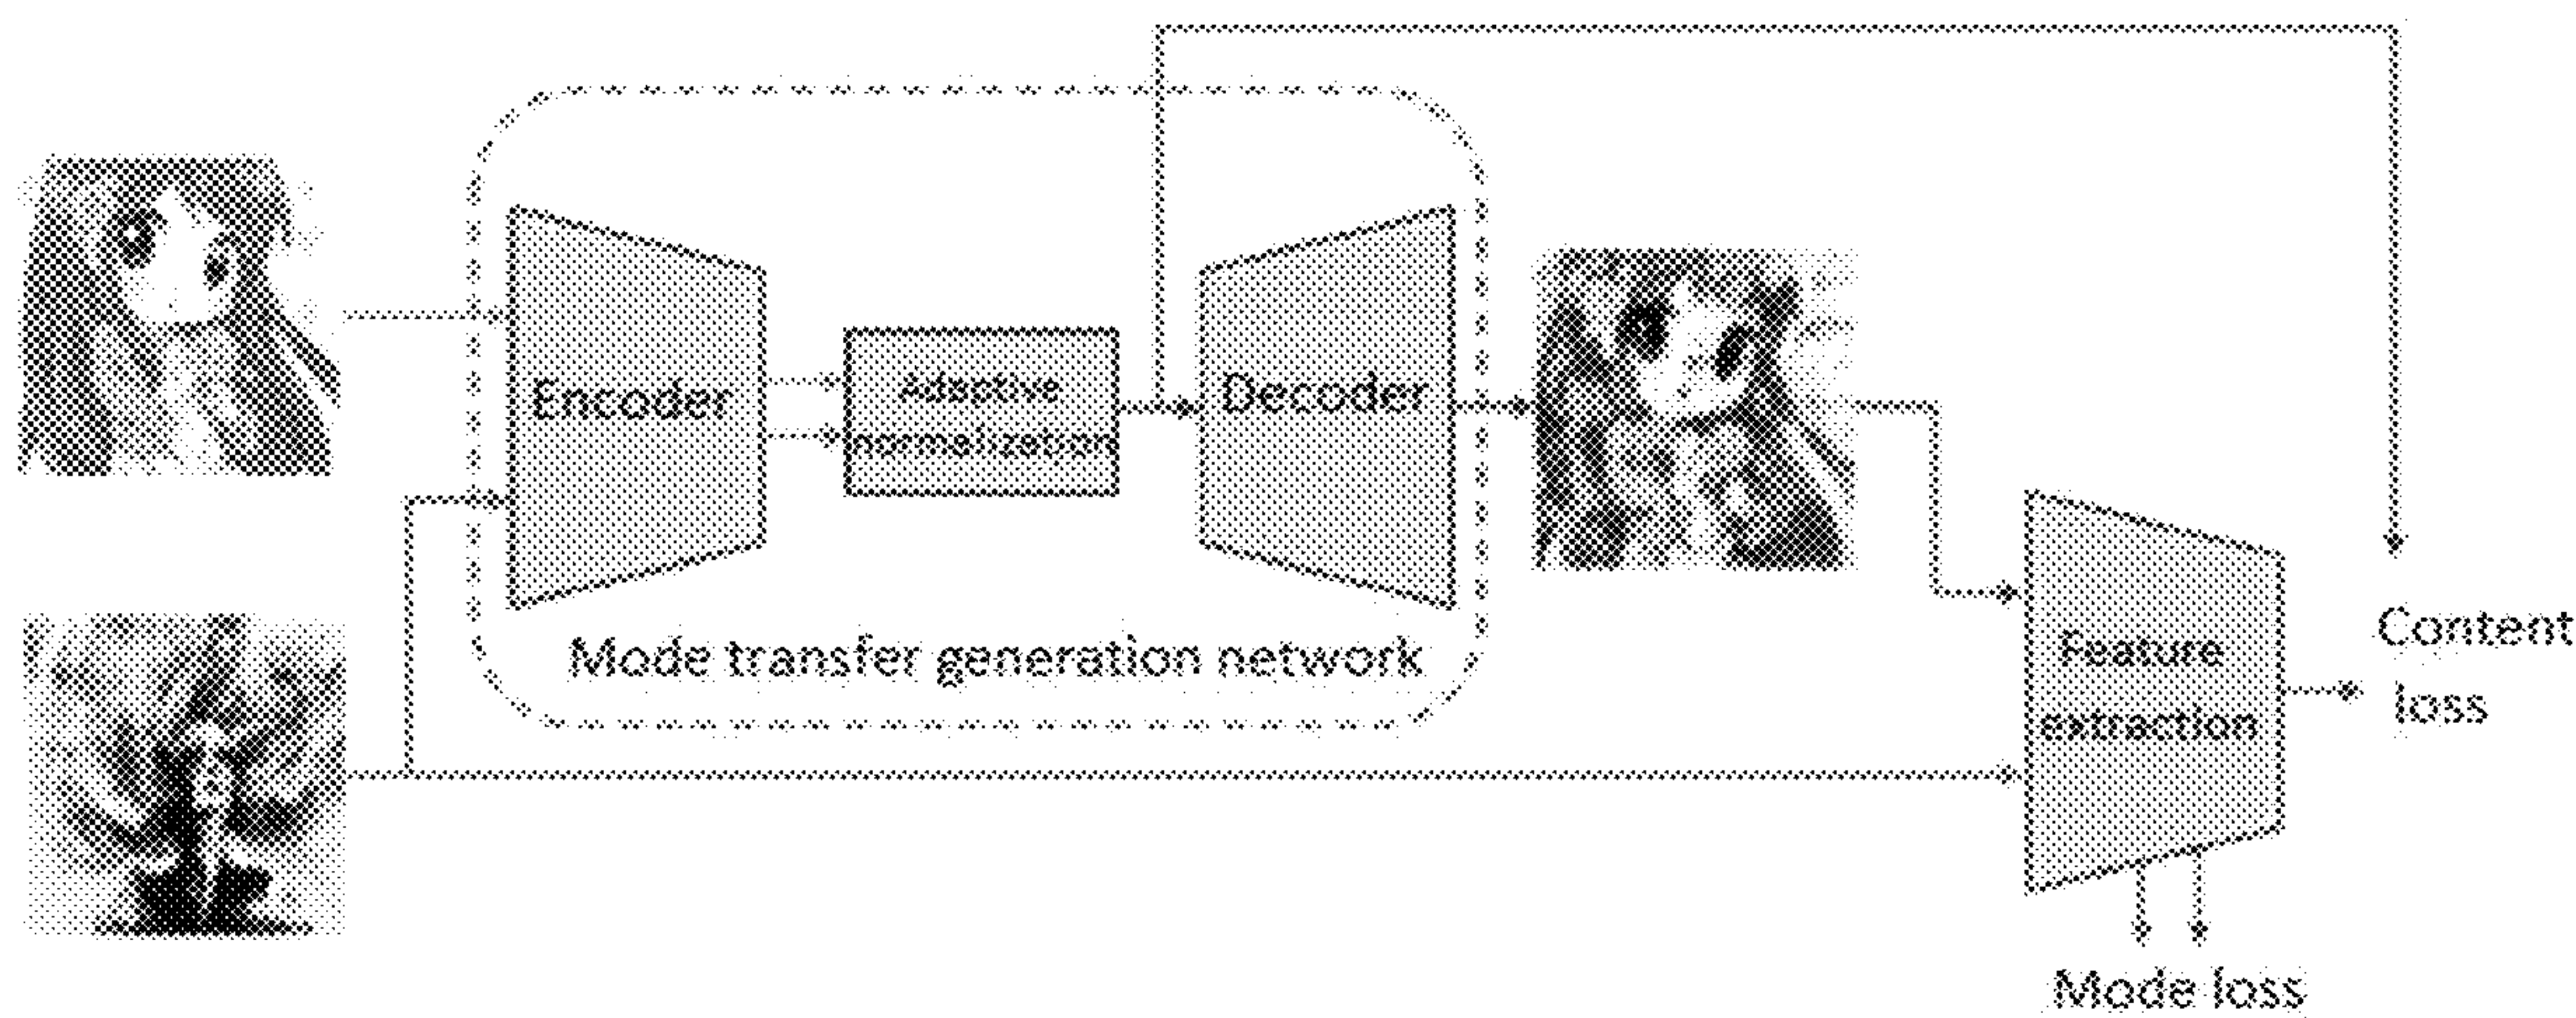 Encoder
Adaptive
normalization
Decoder
Mode transfer generation network
Feature
extraction
Content
loss
Mode loss